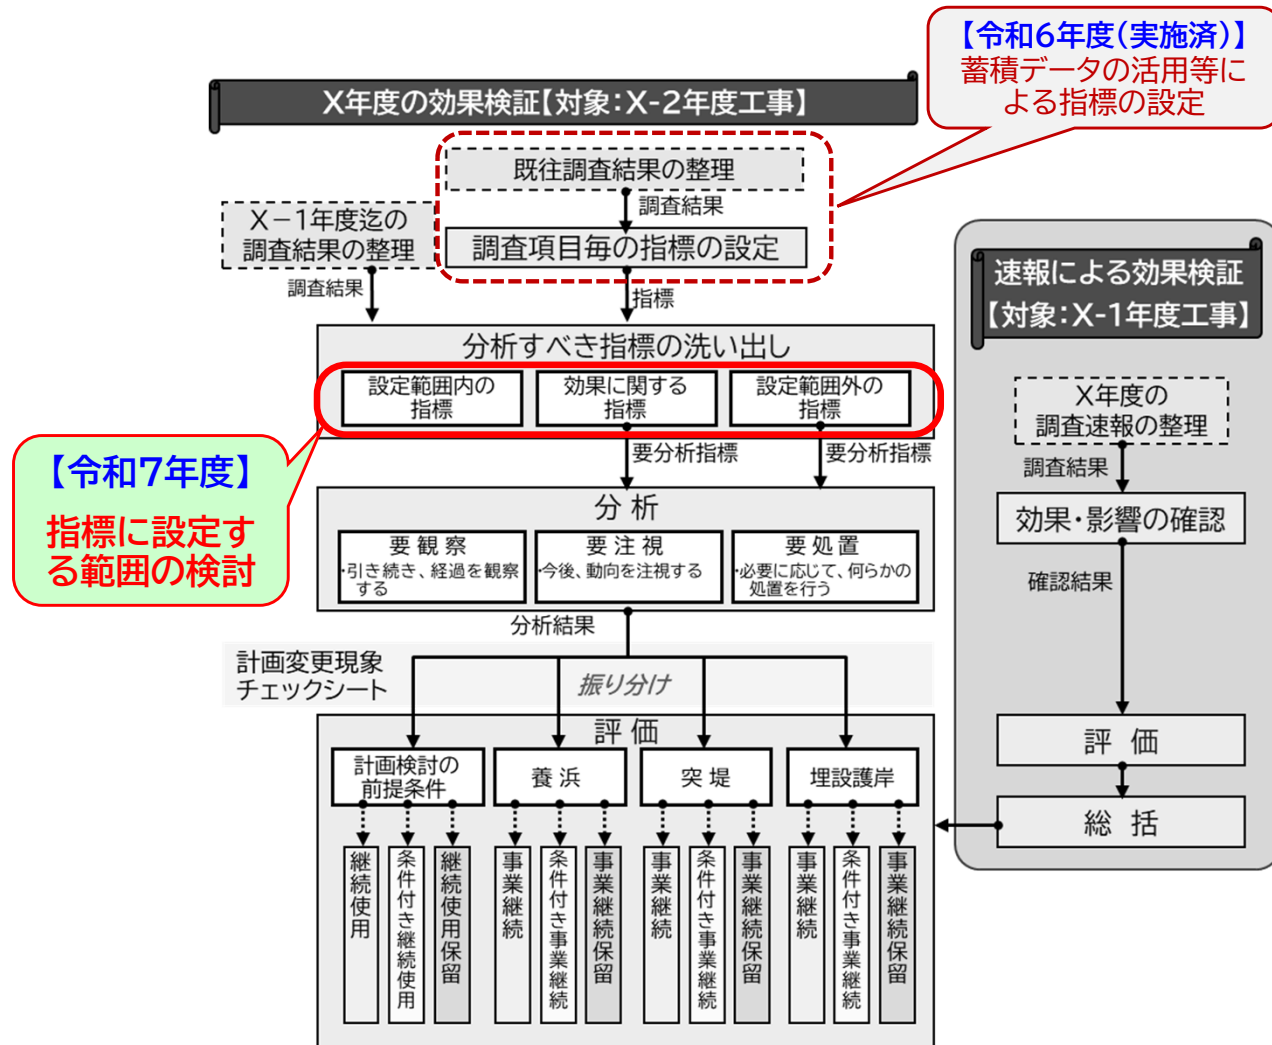 【令和6年度(実施済)】
蓄積データの活用等に
よる指標の設定
X年度の効果検証【対象：X-2年度工事】
既往調査結果の整理
調査結果
X－1年度迄の
調査結果の整理
調査項目毎の指標の設定
調査結果
指標
分析すべき指標の洗い出し
設定範囲内の
指標
効果に関する
指標
設定範囲外の
指標
【令和7年度】
指標に設定す
る範囲の検討
要分析指標
要分析指標
分 析
要 観 察
・引き続き、経過を観察
する
要 注 視
・今後、動向を注視する
要 処 置
・必要に応じて、何らかの
処置を行う
分析結果
計画変更現象
チェックシート
振り分け
評 価
計画検討の
前提条件
養 浜
突 堤
埋設護岸
継続使用
条件付き継続使用
継続使用保留
事業継続
条件付き事業継続
事業継続保留
事業継続
条件付き事業継続
事業継続保留
事業継続
条件付き事業継続
事業継続保留
速報による効果検証
【対象：X-1年度工事】
X年度の
調査速報の整理
調査結果
効果・影響の確認
確認結果
評 価
総 括